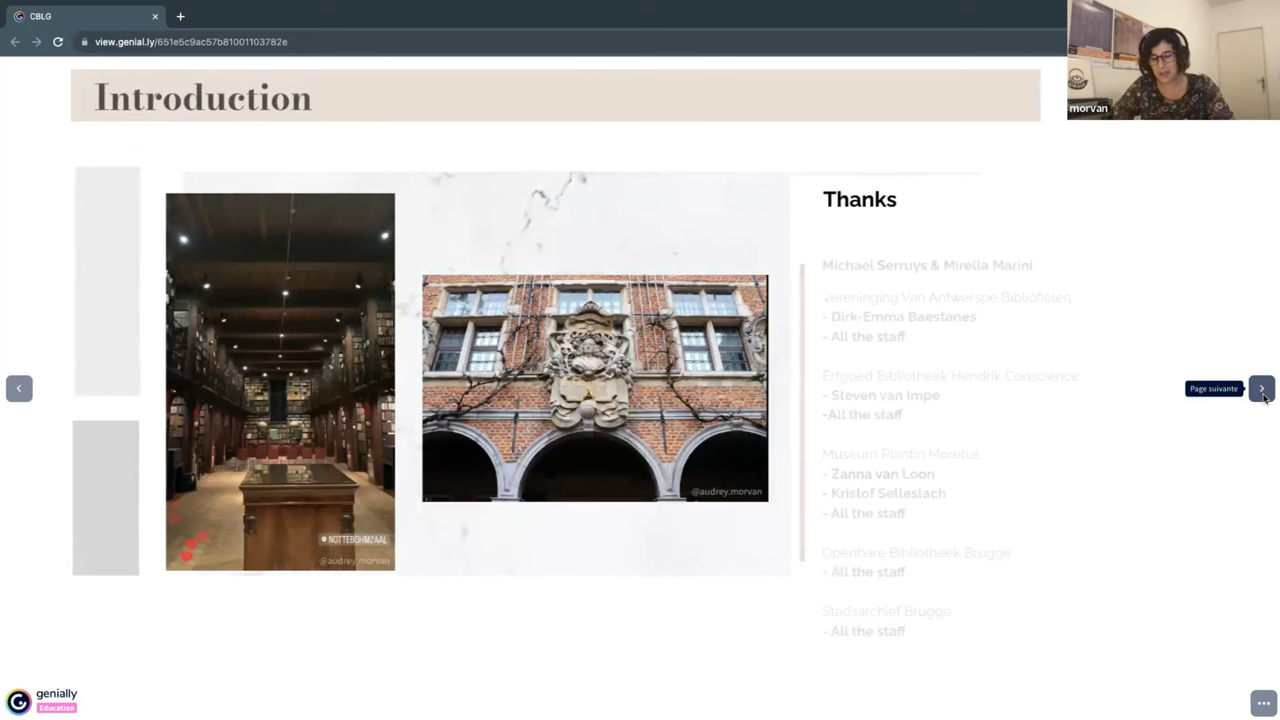 CBLG
view.genial.ly/651e5c9ac57b81001103782e
morvan
Introduction
Thanks
Michael Serruys & Mirella Marini
Vereninging Van Antwerspe Bibliofielen
- Dirk-Emma Baestanes
- All the staff
Erfgoed Bibliotheek Hendrik Conscience
- Steven van Impe
-All the staff
Museum Plantin Moretus
- Zanna van Loon
- Kristof Selleslach
- All the staff
Openbare Bibliotheek Brugge
- All the staff
Stadsarchief Brugge
- All the staff
NOTTEBOHMZAAL
@audrey.morvan
@audrey.morvan
Page suivante
genially
Education